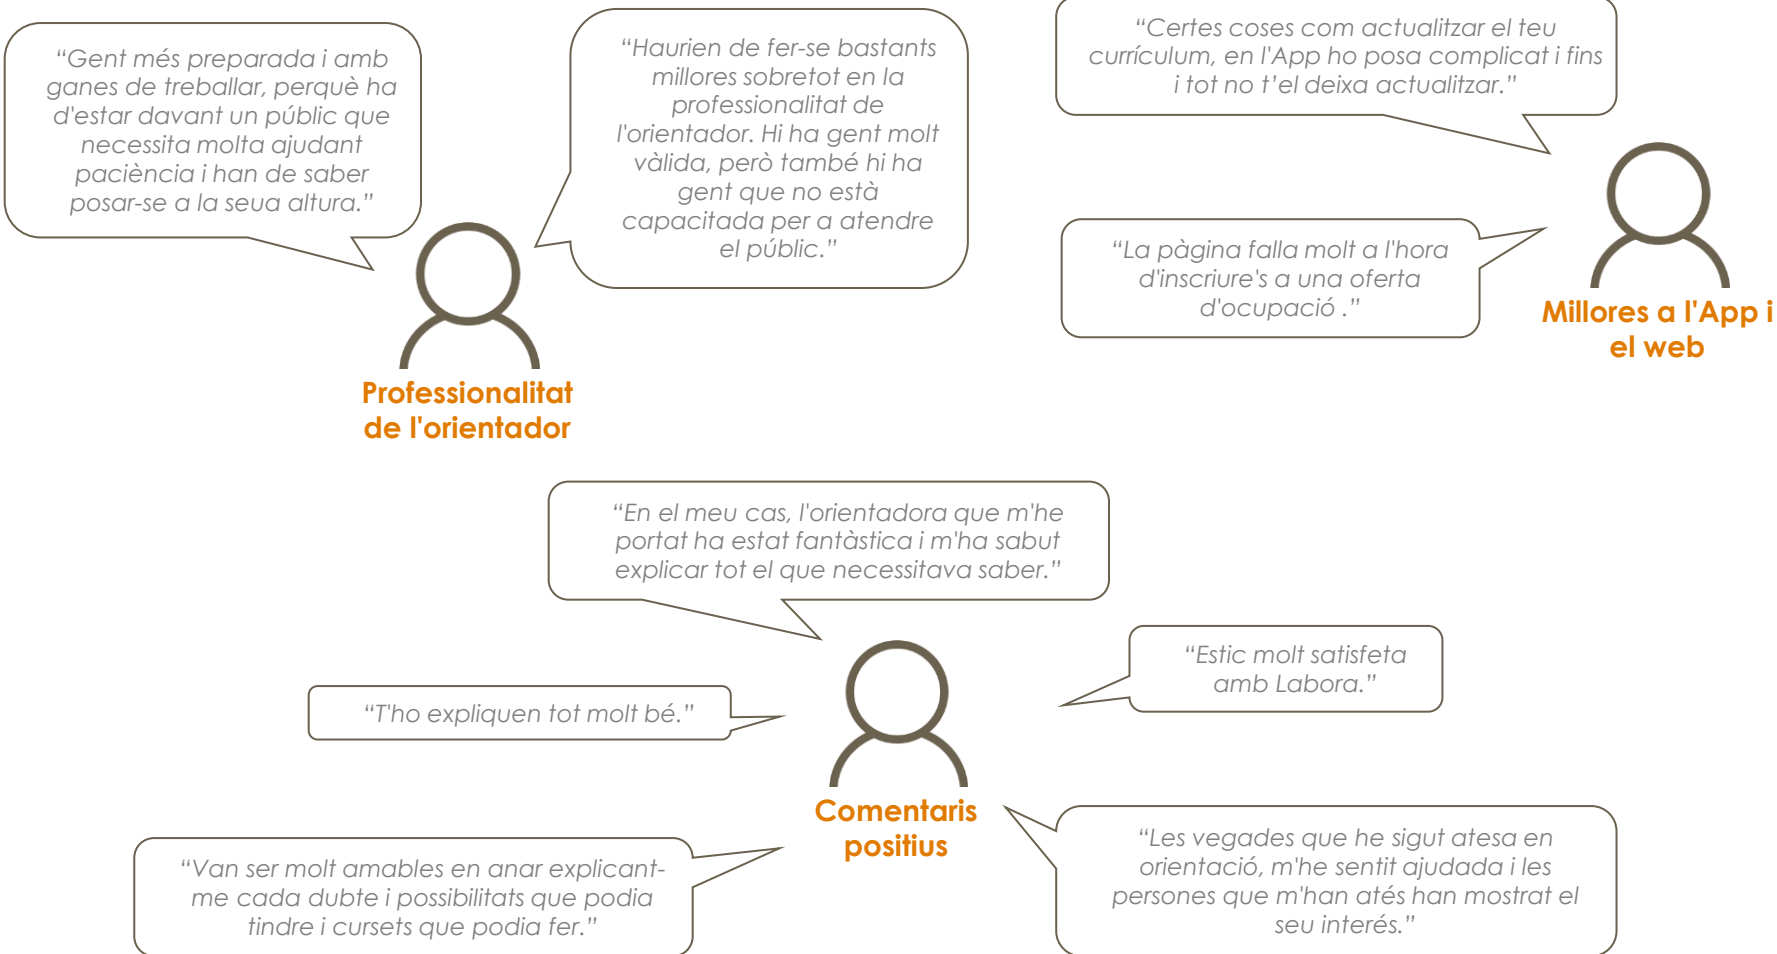 “Gent més preparada i amb
ganes de treballar, perquè ha
d'estar davant un públic que
necessita molta ajudant
paciència i han de saber
posar-se a la seua altura.”
“Haurien de fer-se bastants
millores sobretot en la
professionalitat de
l'orientador. Hi ha gent molt
vàlida, però també hi ha
gent que no està
capacitada per a atendre
el públic.”
Professionalitat
de l'orientador
“Certes coses com actualitzar el teu
currículum, en l'App ho posa complicat i fins
i tot no t’el deixa actualitzar.”
“La pàgina falla molt a l'hora
d'inscriure's a una oferta
d'ocupació .”
Millores a l'App i
el web
“En el meu cas, l'orientadora que m'he
portat ha estat fantàstica i m'ha sabut
explicar tot el que necessitava saber.”
“T'ho expliquen tot molt bé.”
“Estic molt satisfeta
amb Labora.”
Comentaris
positius
“Van ser molt amables en anar explicant-
me cada dubte i possibilitats que podia
tindre i cursets que podia fer.”
“Les vegades que he sigut atesa en
orientació, m'he sentit ajudada i les
persones que m'han atés han mostrat el
seu interés.”